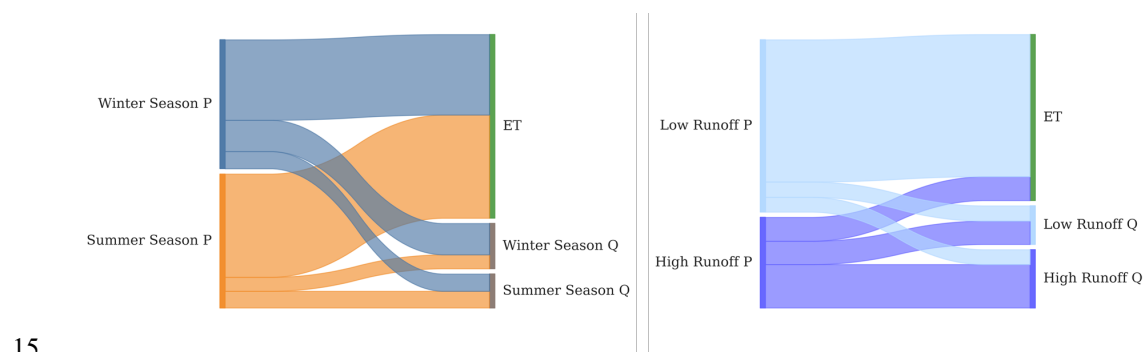 Winter Season P
Summer Season P
ET
Winter Season Q
Summer Season Q
Low Runoff P
High Runoff P
ET
Low Runoff Q
High Runoff Q
15